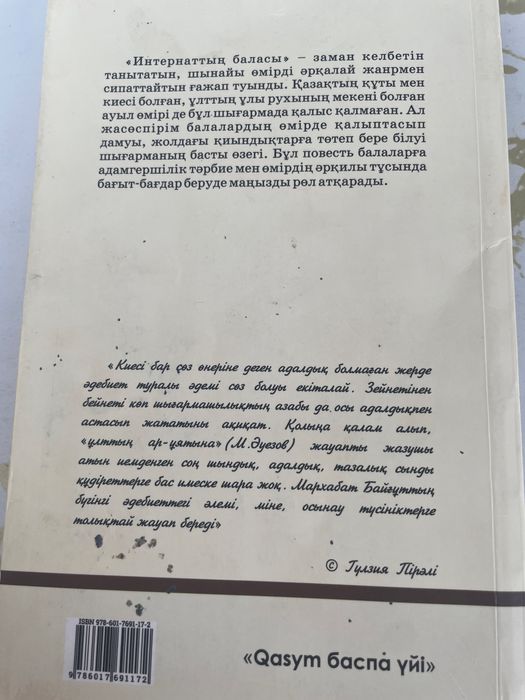 «Интернаттың баласы» – заман келбетін
танытатын, шынайы өмірді әрқалай жанрмен
сипаттайтын ғажап туынды. Қазақтың құты мен
киесі болған, ұлттың ұлы рухының мекені болған
ауыл өмірі де бұл шығармада қалыс қалмаған. Ал
жасөспірім балалардың өмірде қалыптасып
дамуы, жолдағы қиындықтарға төтеп бере білуі
шығарманың басты өзегі. Бұл повесть балаларға
адамгершілік тәрбие мен өмірдің әрқилы тұсында
бағыт-бағдар беруде маңызды рөл атқарады.
«Киесі бар сөз өнеріне деген адалдық болмаған жерде
әдебиет туралы әдемі сөз болуы екіталай. Зейнетінен
бейнеті көп шығармашылықтың азабы да осы адалдықпен
астасып жататыны ақиқат. Қолыңа қалам алып,
«ұлттың ар-ұятына» (М.Әуезов) жауапты жазушы
атын иемденген соң шындық, адалдық, тазалық сынды
құдіреттерге бас имеске шара жоқ. Мархабат Байғұттың
бүгінгі әдебиеттегі әлемі, міне, осынау түсініктерге
толықтай жауап береді»
© Гүлзия Пірәлі
ISBN 978-601-7691-17-2
9 786017 691172
«Qasym баспа үйі»